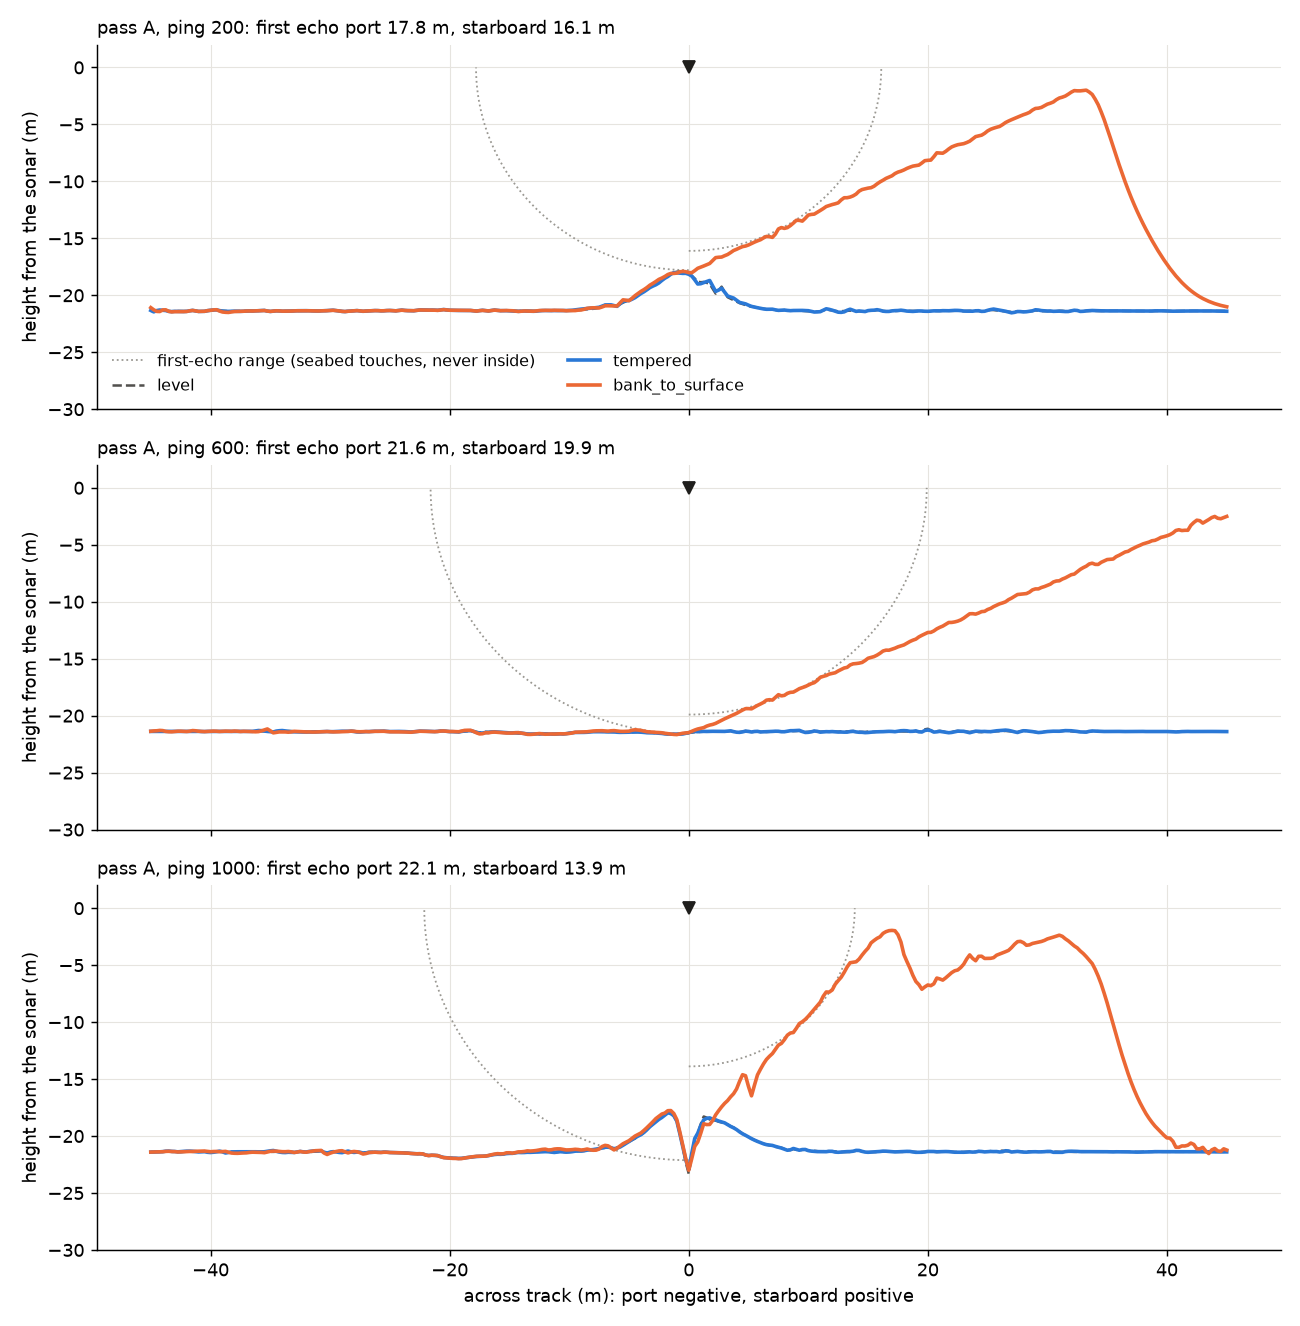 pass A, ping 200: first echo port 17.8 m, starboard 16.1 m
0
−5
−10
−15
−20
−25
−30
height from the sonar (m)
first-echo range (seabed touches, never inside)
level
tempered
bank_to_surface
pass A, ping 600: first echo port 21.6 m, starboard 19.9 m
0
−5
−10
−15
−20
−25
−30
height from the sonar (m)
pass A, ping 1000: first echo port 22.1 m, starboard 13.9 m
0
−5
−10
−15
−20
−25
−30
height from the sonar (m)
−40 −20 0 20 40
across track (m): port negative, starboard positive